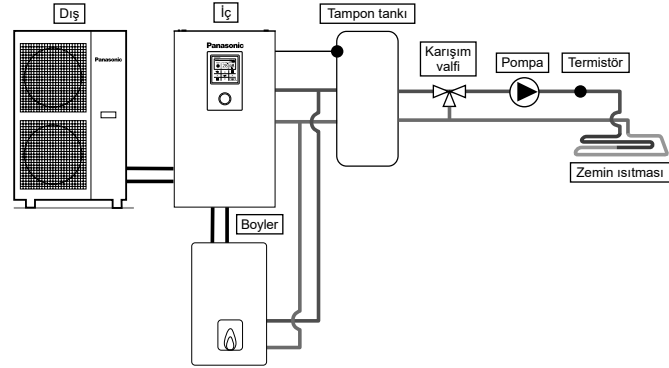 Dış
İç
Tampon tankı
Panasonic
Panasonic
Karışım
valfi
Pompa
Termistör
Zemin ısıtması
Boyler